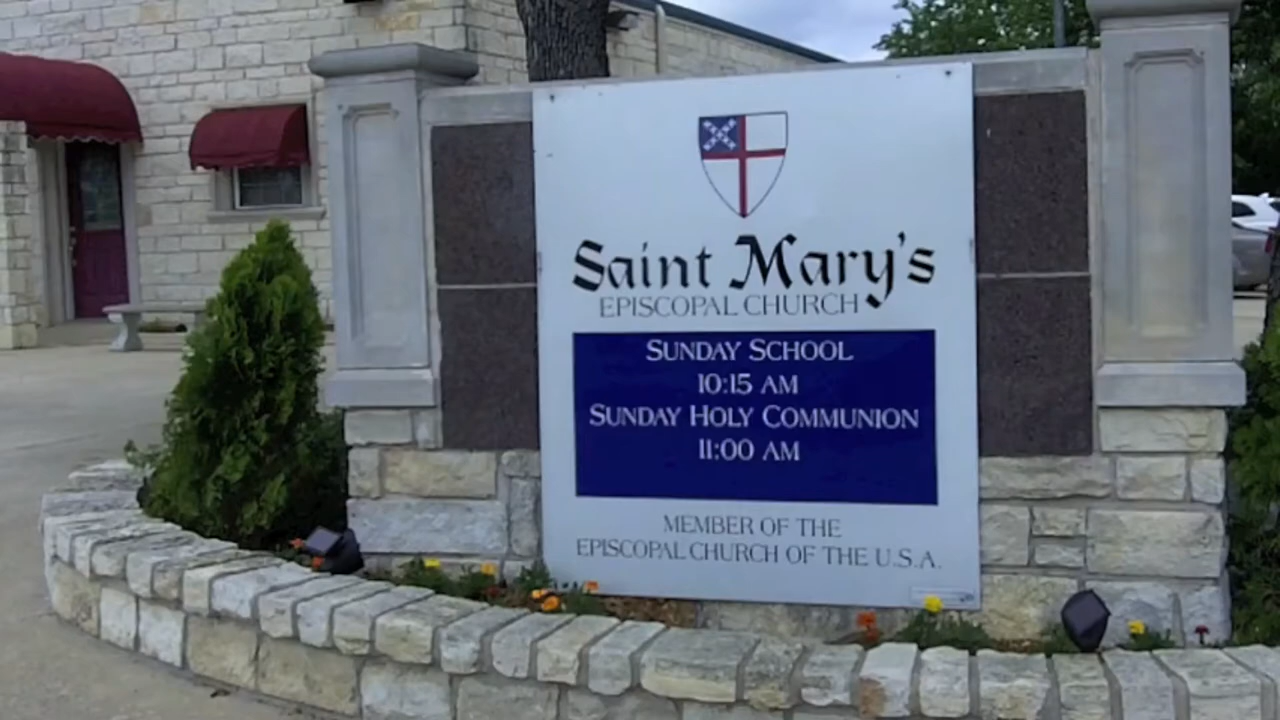 Saint Mary's
EPISCOPAL CHURCH
SUNDAY SCHOOL
10:15 AM
SUNDAY HOLY COMMUNION
11:00 AM
MEMBER OF THE
EPISCOPAL CHURCH OF THE U.S.A.